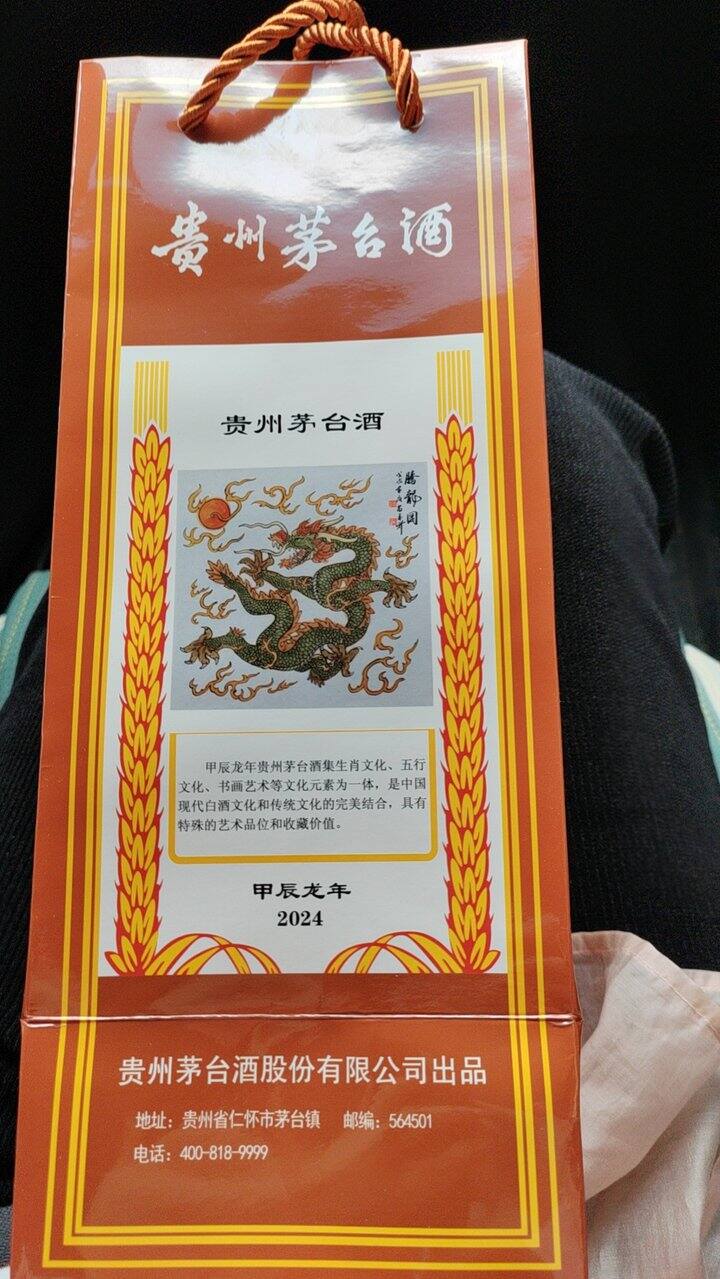 贵州茅台酒
贵州茅台酒
腾龙图
甲辰龙年贵州茅台酒集生肖文化、五行
文化、书画艺术等文化元素为一体，是中国
现代白酒文化和传统文化的完美结合，具有
特殊的艺术品位和收藏价值。
甲辰龙年
2024
贵州茅台酒股份有限公司出品
地址：贵州省仁怀市茅台镇 邮编：564501
电话：400-818-9999